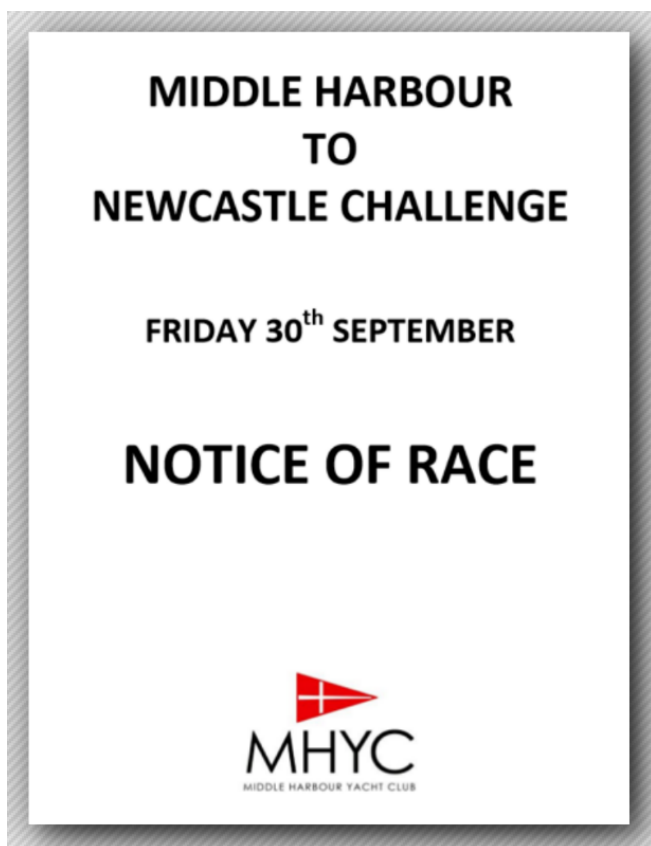 MIDDLE HARBOUR
TO
NEWCASTLE CHALLENGE
FRIDAY 30th SEPTEMBER
NOTICE OF RACE
MHYC
MIDDLE HARBOUR YACHT CLUB